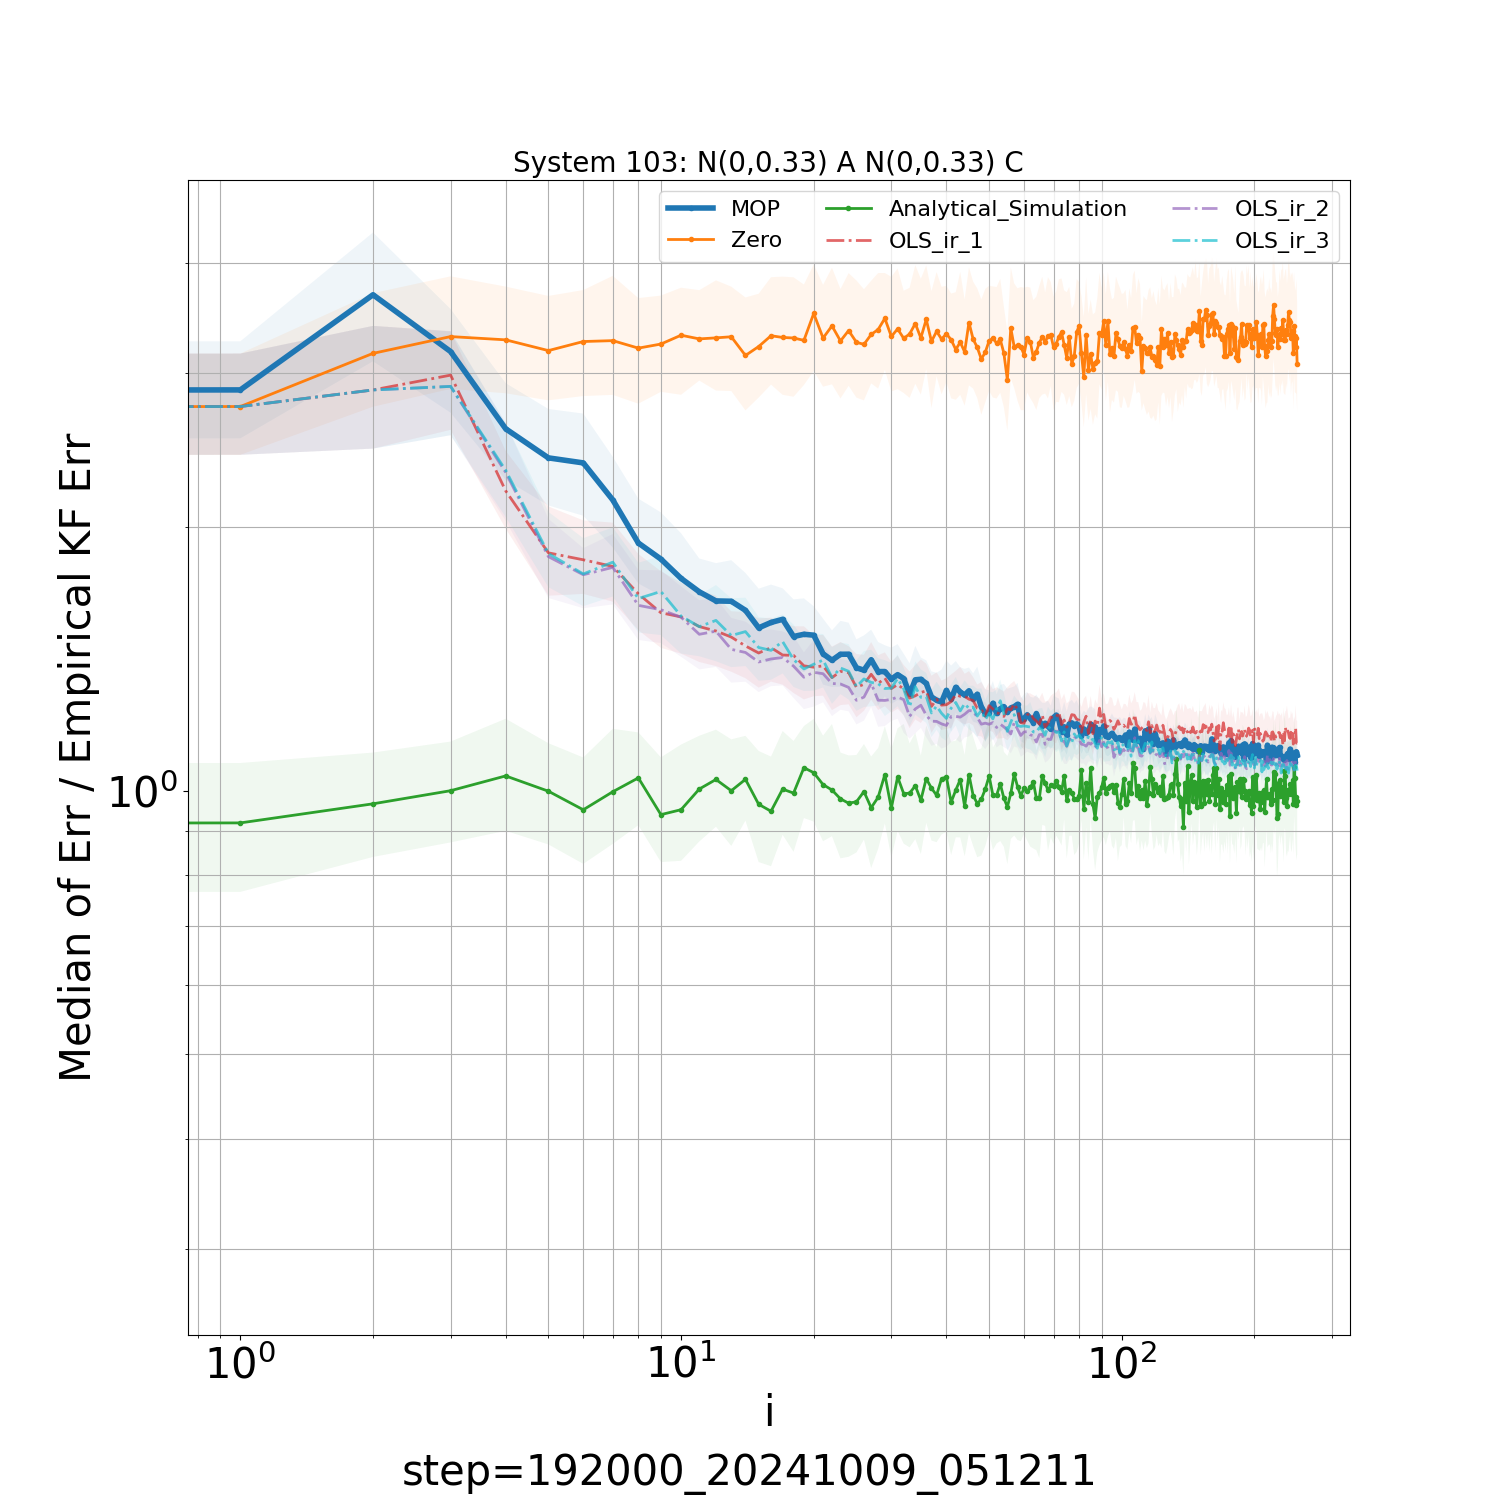 System 103: N(0,0.33) A N(0,0.33) C
MOP
Zero
Analytical_Simulation
OLS_ir_1
OLS_ir_2
OLS_ir_3
Median of Err / Empirical KF Err
10⁰
10⁰
10¹
10²
i
step=192000_20241009_051211